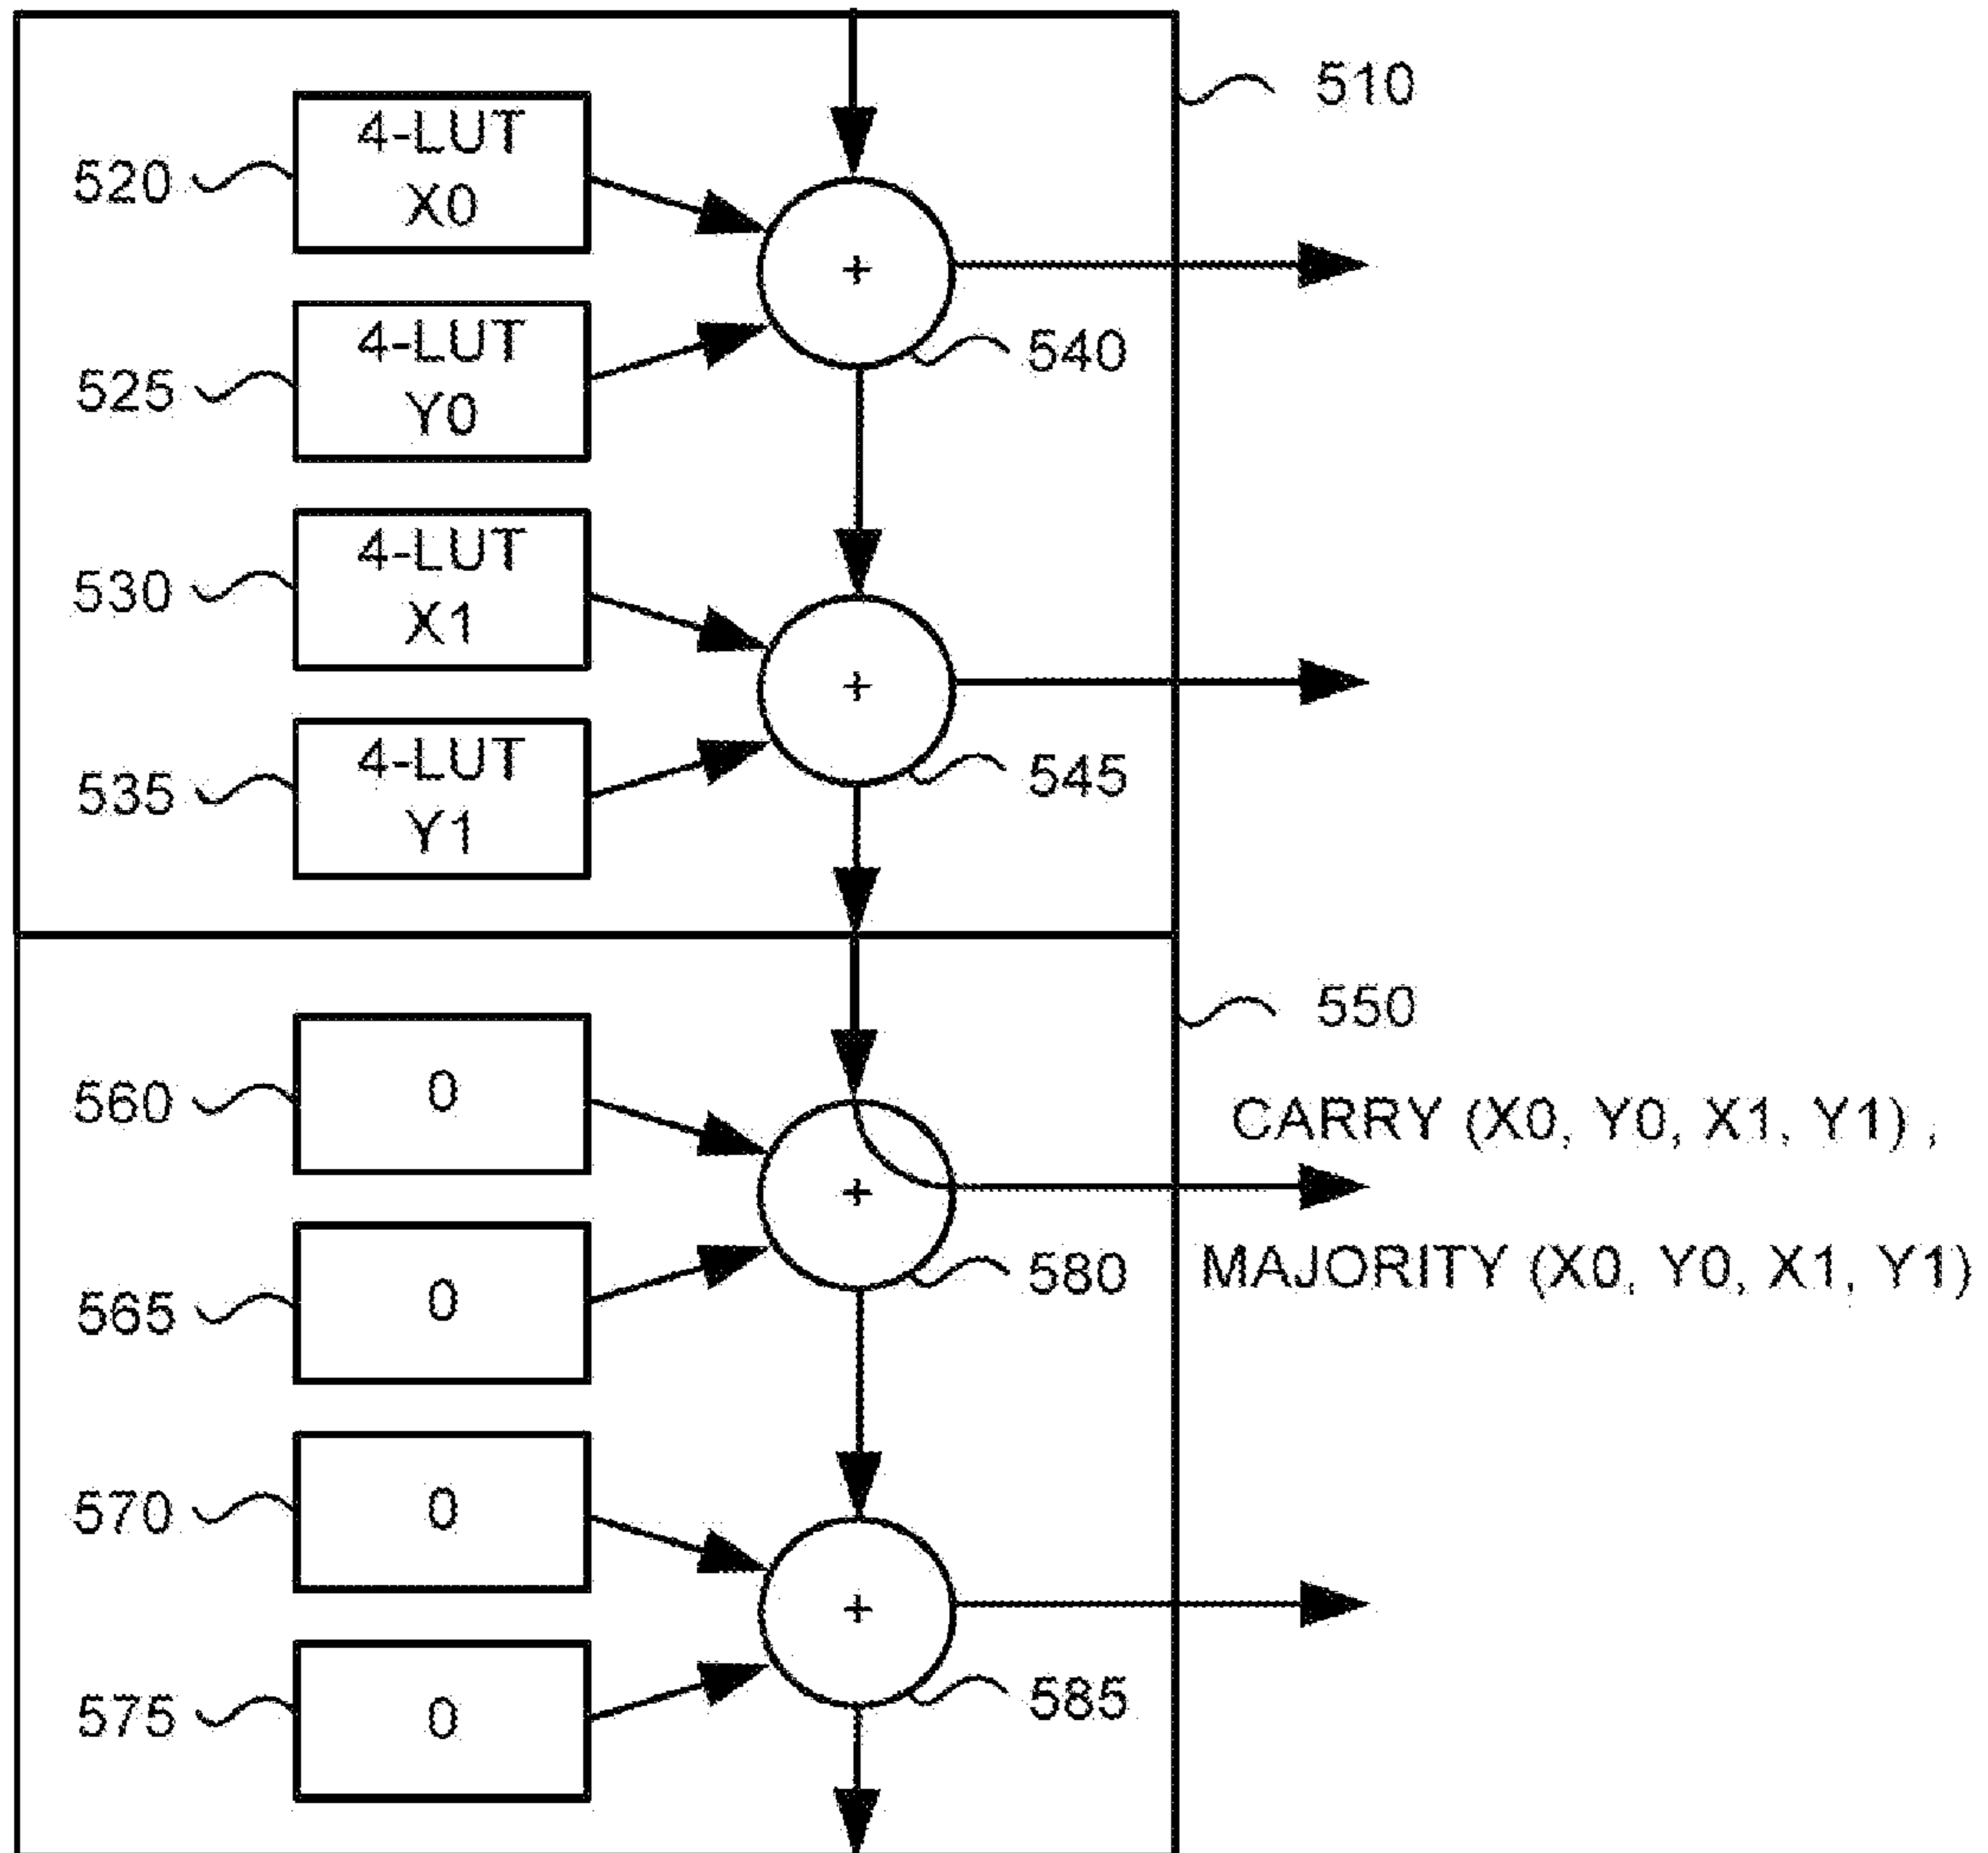 510
4-LUT
X0
520
+
4-LUT
Y0
525
540
4-LUT
X1
530
+
4-LUT
Y1
535
545
550
0
560
CARRY (X0, Y0, X1, Y1),
+
0
565
580
MAJORITY (X0, Y0, X1, Y1)
0
570
+
0
575
585